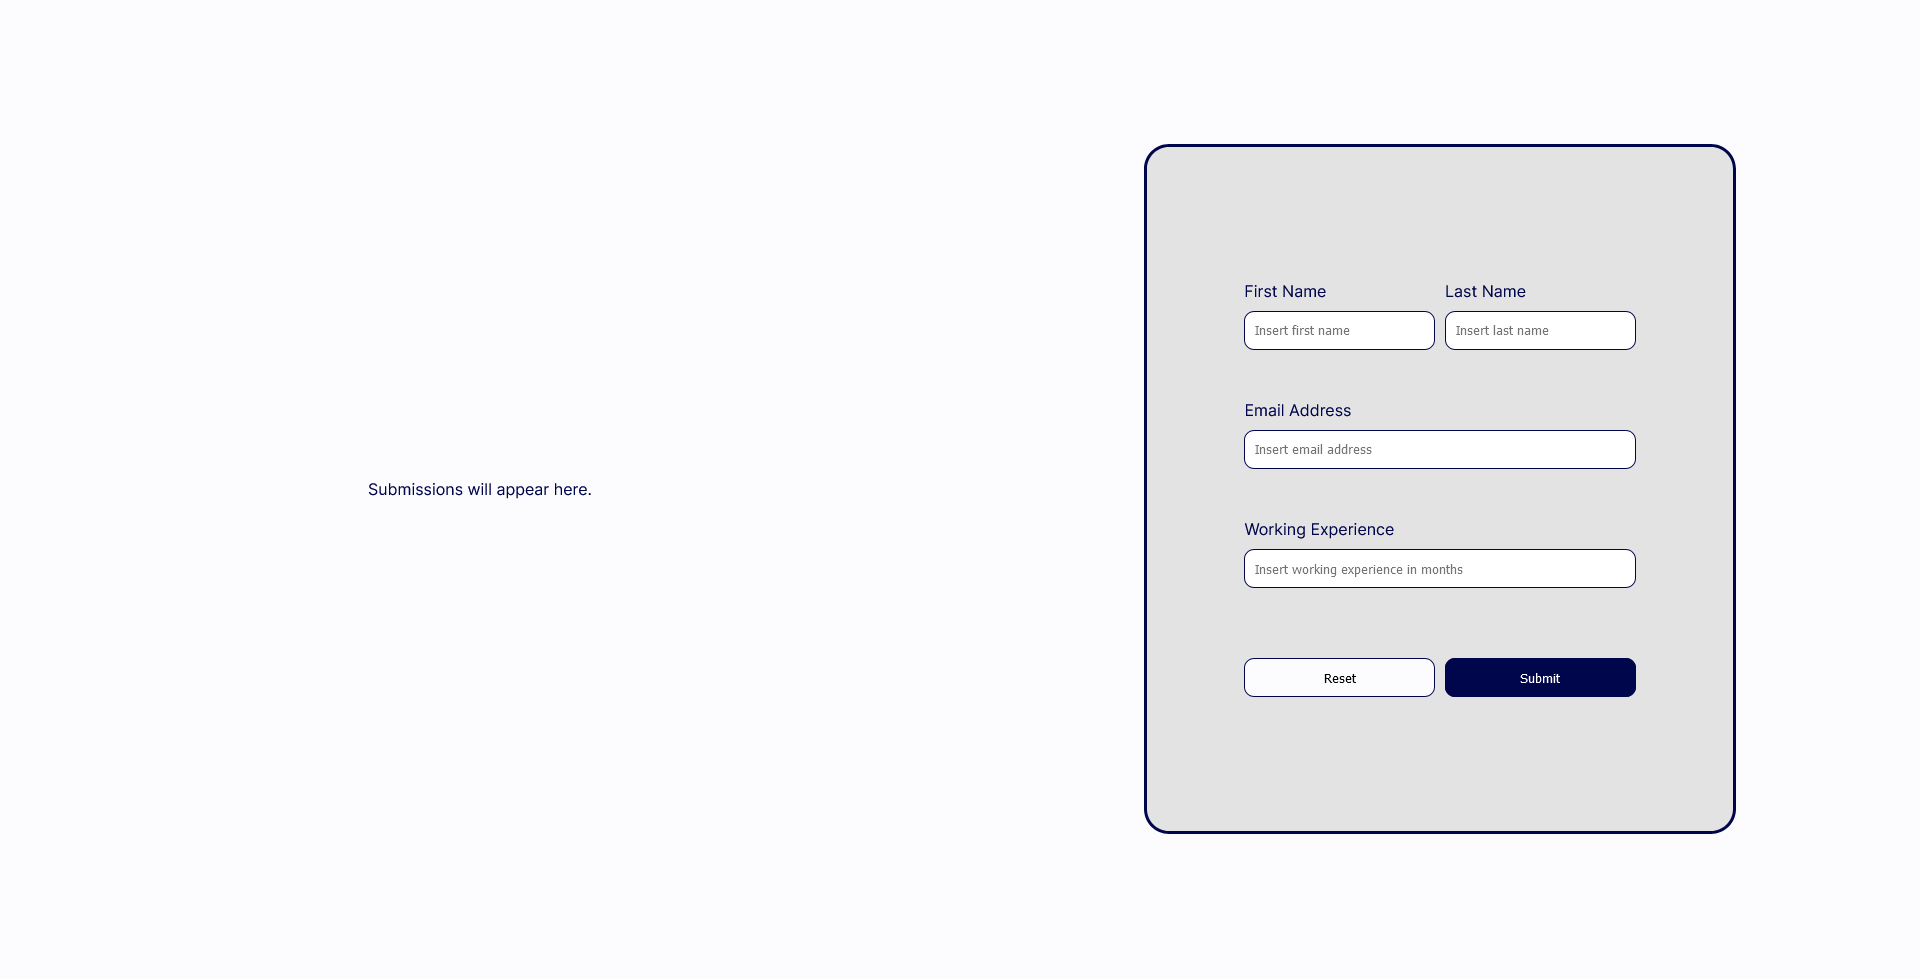 Submissions will appear here.
First Name
Last Name
Insert first name
Insert last name
Email Address
Insert email address
Working Experience
Insert working experience in months
Reset
Submit